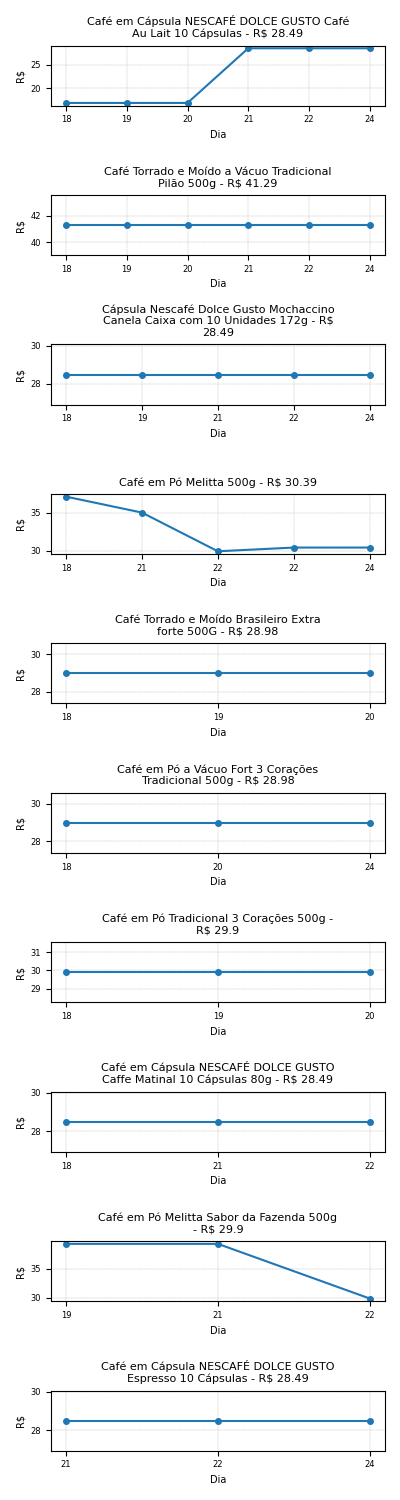 Café em Cápsula NESCAFÉ DOLCE GUSTO Café
Au Lait 10 Cápsulas - R$ 28.49
25
20
R$
18 19 20 21 22 24
Dia
Café Torrado e Moído a Vácuo Tradicional
Pilão 500g - R$ 41.29
42
40
R$
18 19 20 21 22 24
Dia
Cápsula Nescafé Dolce Gusto Mochaccino
Canela Caixa com 10 Unidades 172g - R$
28.49
30
28
R$
18 19 21 22 24
Dia
Café em Pó Melitta 500g - R$ 30.39
35
30
R$
18 21 22 22 24
Dia
Café Torrado e Moído Brasileiro Extra
forte 500G - R$ 28.98
30
28
R$
18 19 20
Dia
Café em Pó a Vácuo Fort 3 Corações
Tradicional 500g - R$ 28.98
30
28
R$
18 20 24
Dia
Café em Pó Tradicional 3 Corações 500g -
R$ 29.9
31
30
29
R$
18 19 20
Dia
Café em Cápsula NESCAFÉ DOLCE GUSTO
Caffe Matinal 10 Cápsulas 80g - R$ 28.49
30
28
R$
18 21 22
Dia
Café em Pó Melitta Sabor da Fazenda 500g
- R$ 29.9
35
30
R$
19 21 22
Dia
Café em Cápsula NESCAFÉ DOLCE GUSTO
Espresso 10 Cápsulas - R$ 28.49
30
28
R$
21 22 24
Dia